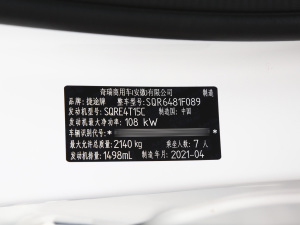 奇瑞商用车(安徽)有限公司 制造
品牌:捷途牌 整车型号:SQR6481F089
发动机型号:SQRE4T15C 制造国:中国
发动机最大净功率:108 kW
车辆识别代号:*
*
最大允许总质量:2140kg 乘坐人数:7 人
发动机排量:1498mL 制造年月:2021-04